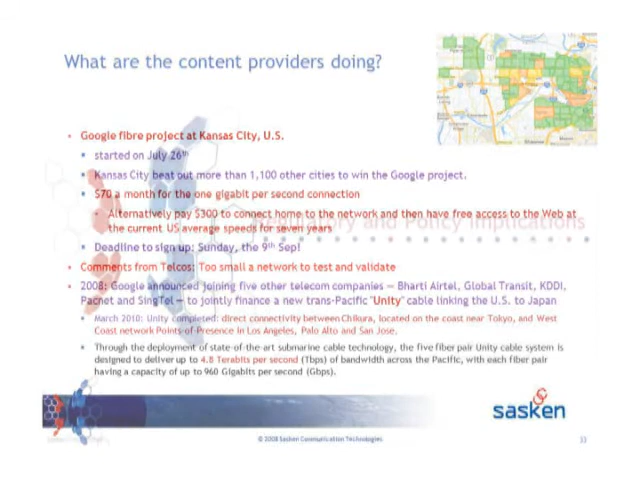 What are the content providers doing?
Google fibre project at Kansas City, U.S.
started on July 26th
Kansas City beat out more than 1,100 other cities to win the Google project.
$70 a month for the one gigabit per second connection
Alternatively pay $300 to connect home to the network and then have free access to the Web at
the current US average speeds for seven years
Regulatory and Policy Implications
Deadline to sign up: Sunday, the 9th Sep!
Comments from Telcos: Too small a network to test and validate
2008: Google announced joining five other telecom companies — Bharti Airtel, Global Transit, KDDI,
Pacnet and SingTel — to jointly finance a new trans-Pacific "Unity" cable linking the U.S. to Japan
March 2010: Unity completed: direct connectivity between Chikura, located on the coast near Tokyo, and West
Coast network Points-of-Presence in Los Angeles, Palo Alto and San Jose.
Through the deployment of state-of-the-art submarine cable technology, the five fiber pair Unity cable system is
designed to deliver up to 4.8 Terabits per second (Tbps) of bandwidth across the Pacific, with each fiber pair
having a capacity of up to 960 Gigabits per second (Gbps).
sasken
© 2008 Sasken Communication Technologies
33